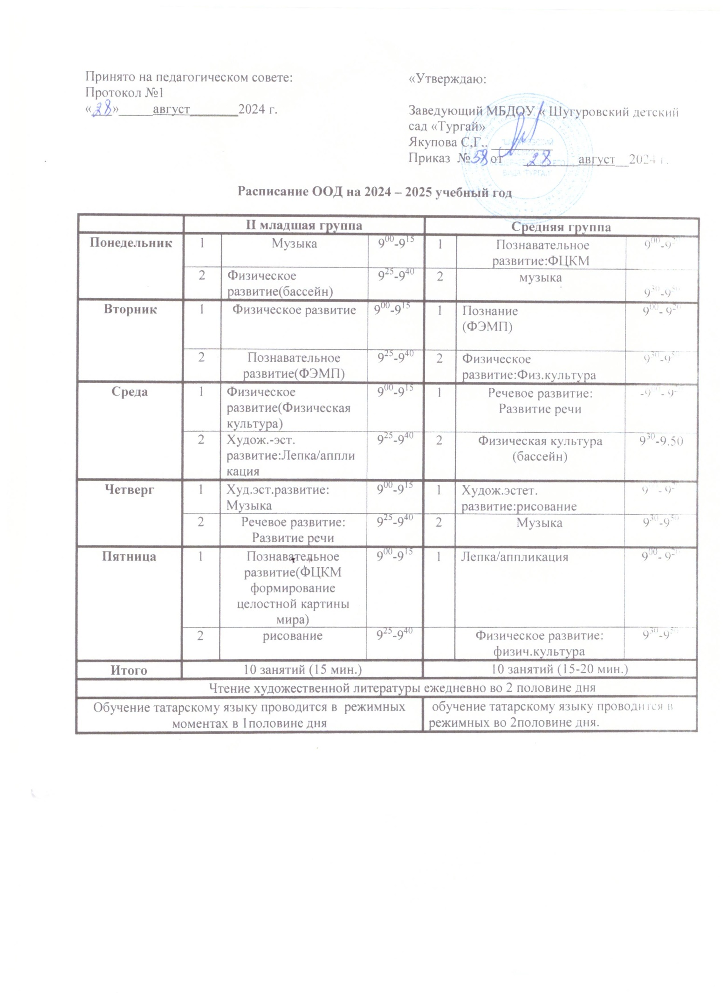 Принято на педагогическом совете:
Протокол №1
«28»_____август_______2024 г.
«Утверждаю:
Заведующий МБДОУ « Шугуровский детский
сад «Тургай»
Якупова С,Г.. _________
Приказ №58 от 28 август 2024 г.
Расписание ООД на 2024 – 2025 учебный год
II младшая группа Средняя группа
Понедельник 1 Музыка 9⁰⁰-9¹⁵ 1 Познавательное 9⁰⁰-9²⁰
развитие:ФЦКМ
2 Физическое 9²⁵-9⁴⁰ 2 музыка
развитие(бассейн) 9³⁰-9⁵⁰
Вторник 1 Физическое развитие 9⁰⁰-9¹⁵ 1 Познание 9⁰⁰- 9²⁰
(ФЭМП)
2 Познавательное 9²⁵-9⁴⁰ 2 Физическое 9³⁰-9⁵⁰
развитие(ФЭМП) развитие:Физ.культура
Среда 1 Физическое 9⁰⁰-9¹⁵ 1 Речевое развитие: -9⁰⁰- 9²⁰
развитие(Физическая Развитие речи
культура)
2 Худож.-эст. 9²⁵-9⁴⁰ 2 Физическая культура 9³⁰-9.50
развитие:Лепка/аппли (бассейн)
кация
Четверг 1 Худ.эст.развитие: 9⁰⁰-9¹⁵ 1 Худож.эстет.
Музыка развитие:рисование
2 Речевое развитие: 9²⁵-9⁴⁰ 2 Музыка 9³⁰-9⁵⁰
Развитие речи
Пятница 1 Познавательное 9⁰⁰-9¹⁵ 1 Лепка/аппликация 9⁰⁰- 9²⁰
развитие(ФЦКМ
формирование
целостной картины
мира)
2 рисование 9²⁵-9⁴⁰ Физическое развитие: 9³⁰-9⁵⁰
физич.культура
Итого 10 занятий (15 мин.) 10 занятий (15-20 мин.)
Чтение художественной литературы ежедневно во 2 половине дня
Обучение татарскому языку проводится в режимных
моментах в 1половине дня
обучение татарскому языку проводится в
режимных во 2половине дня.